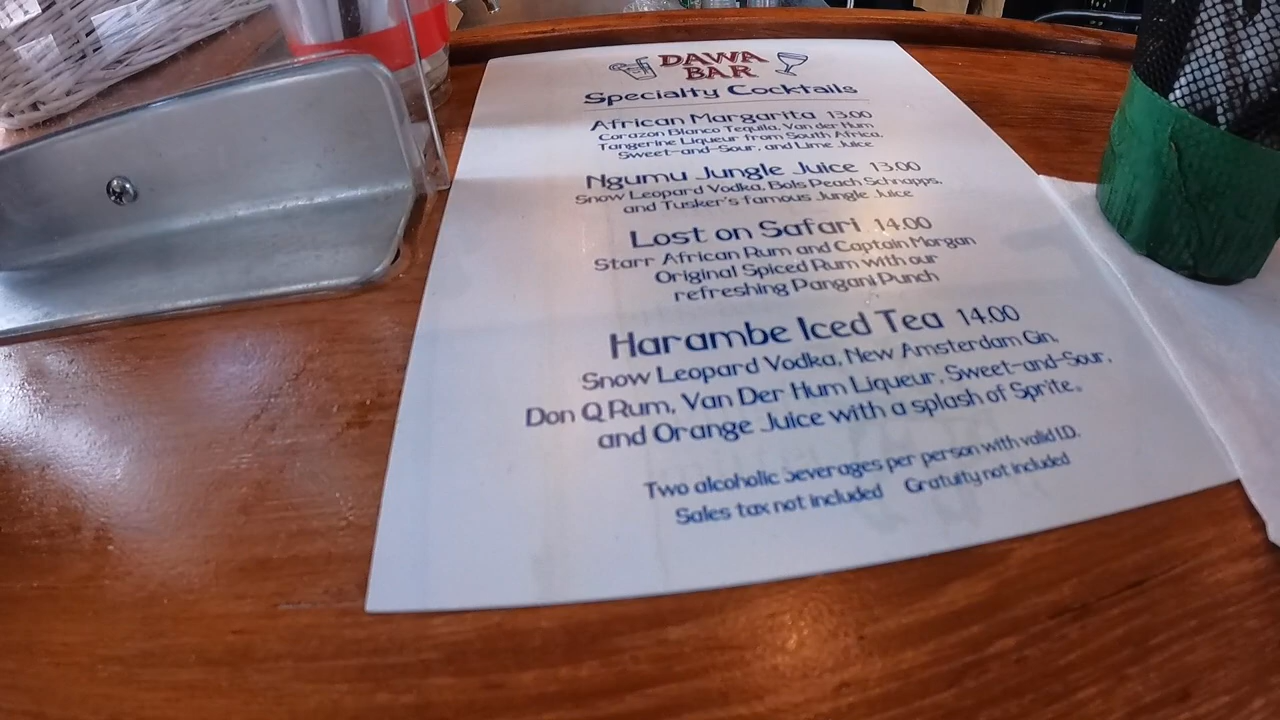 DAWA
BAR
Specialty Cocktails
African Margarita 13.00
Corazon Blanco Tequila, Van der Hum
Tangerine Liqueur from South Africa,
Sweet-and-Sour, and Lime Juice
Ngumu Jungle Juice 13.00
Snow Leopard Vodka, Bols Peach Schnapps,
and Tusker's famous Jungle Juice
Lost on Safari 14.00
Starr African Rum and Captain Morgan
Original Spiced Rum with our
refreshing Pangani Punch
Harambe Iced Tea 14.00
Snow Leopard Vodka, New Amsterdam Gin,
Don Q Rum, Van Der Hum Liqueur, Sweet-and-Sour,
and Orange Juice with a splash of Sprite.
Two alcoholic beverages per person with valid I.D.
Sales tax not included Gratuity not included